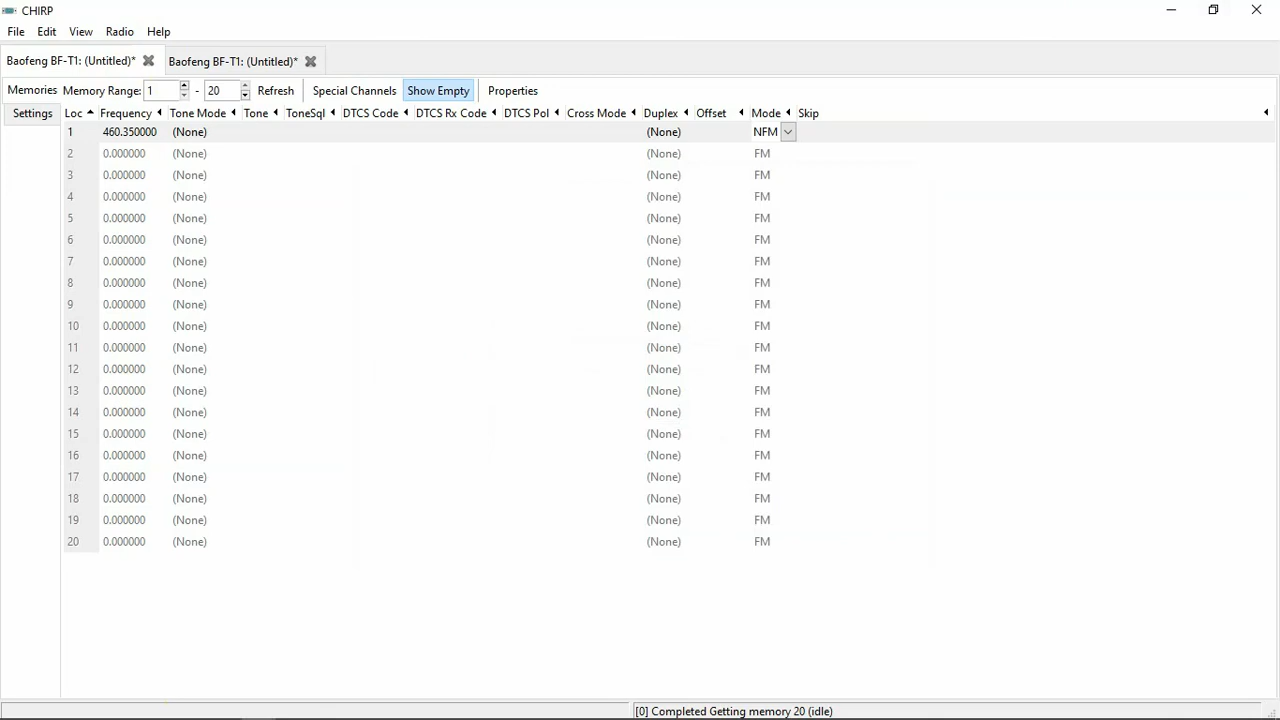 CHIRP
File Edit View Radio Help
Baofeng BF-T1: (Untitled)* Baofeng BF-T1: (Untitled)*
Memories Memory Range: 1 - 20 Refresh Special Channels Show Empty Properties
Settings Loc Frequency Tone Mode Tone ToneSql DTCS Code DTCS Rx Code DTCS Pol Cross Mode Duplex Offset Mode Skip
1 460.350000 (None) (None) NFM
2 0.000000 (None) (None) FM
3 0.000000 (None) (None) FM
4 0.000000 (None) (None) FM
5 0.000000 (None) (None) FM
6 0.000000 (None) (None) FM
7 0.000000 (None) (None) FM
8 0.000000 (None) (None) FM
9 0.000000 (None) (None) FM
10 0.000000 (None) (None) FM
11 0.000000 (None) (None) FM
12 0.000000 (None) (None) FM
13 0.000000 (None) (None) FM
14 0.000000 (None) (None) FM
15 0.000000 (None) (None) FM
16 0.000000 (None) (None) FM
17 0.000000 (None) (None) FM
18 0.000000 (None) (None) FM
19 0.000000 (None) (None) FM
20 0.000000 (None) (None) FM
[0] Completed Getting memory 20 (idle)